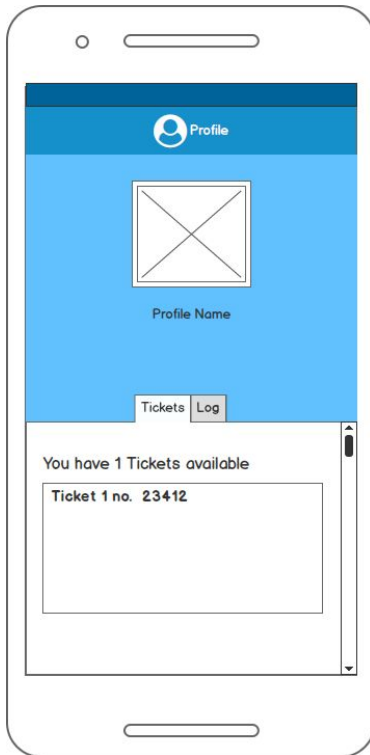 Profile
Profile Name
Tickets Log
You have 1 Tickets available
Ticket 1 no. 23412